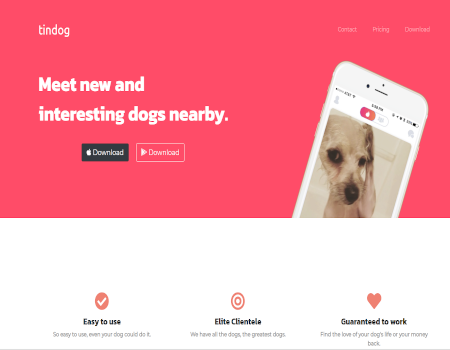 tindog
Contact Pricing Download
Meet new and
interesting dogs nearby.
Download Download
Easy to use
So easy to use, even your dog could do it.
Elite Clientele
We have all the dogs, the greatest dogs.
Guaranteed to work
Find the love of your dog's life or your money
back.